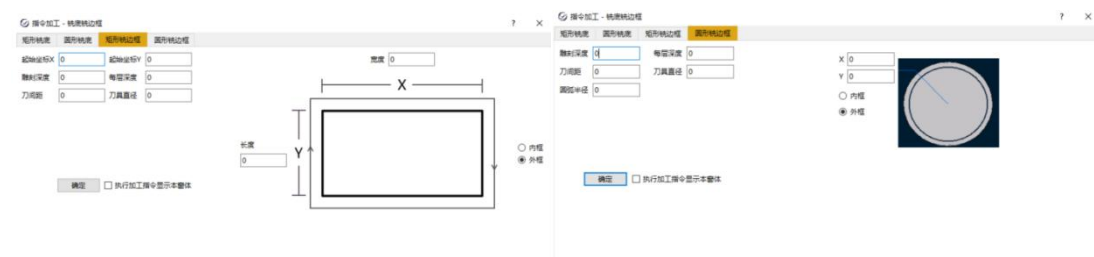 指令加工 - 铣底铣边框 ? ×
矩形铣底 圆形铣底 矩形铣边框 圆形铣边框
起始坐标X 0 起始坐标Y 0
雕刻深度 0 每层深度 0
刀间距 0 刀具直径 0
宽度 0
X
长度
0
Y
内框
外框
确定 执行加工指令显示本窗体
指令加工 - 铣底铣边框 ? ×
矩形铣底 圆形铣底 矩形铣边框 圆形铣边框
雕刻深度 0 每层深度 0
刀间距 0 刀具直径 0
圆弧半径 0
X 0
Y 0
内框
外框
确定 执行加工指令显示本窗体